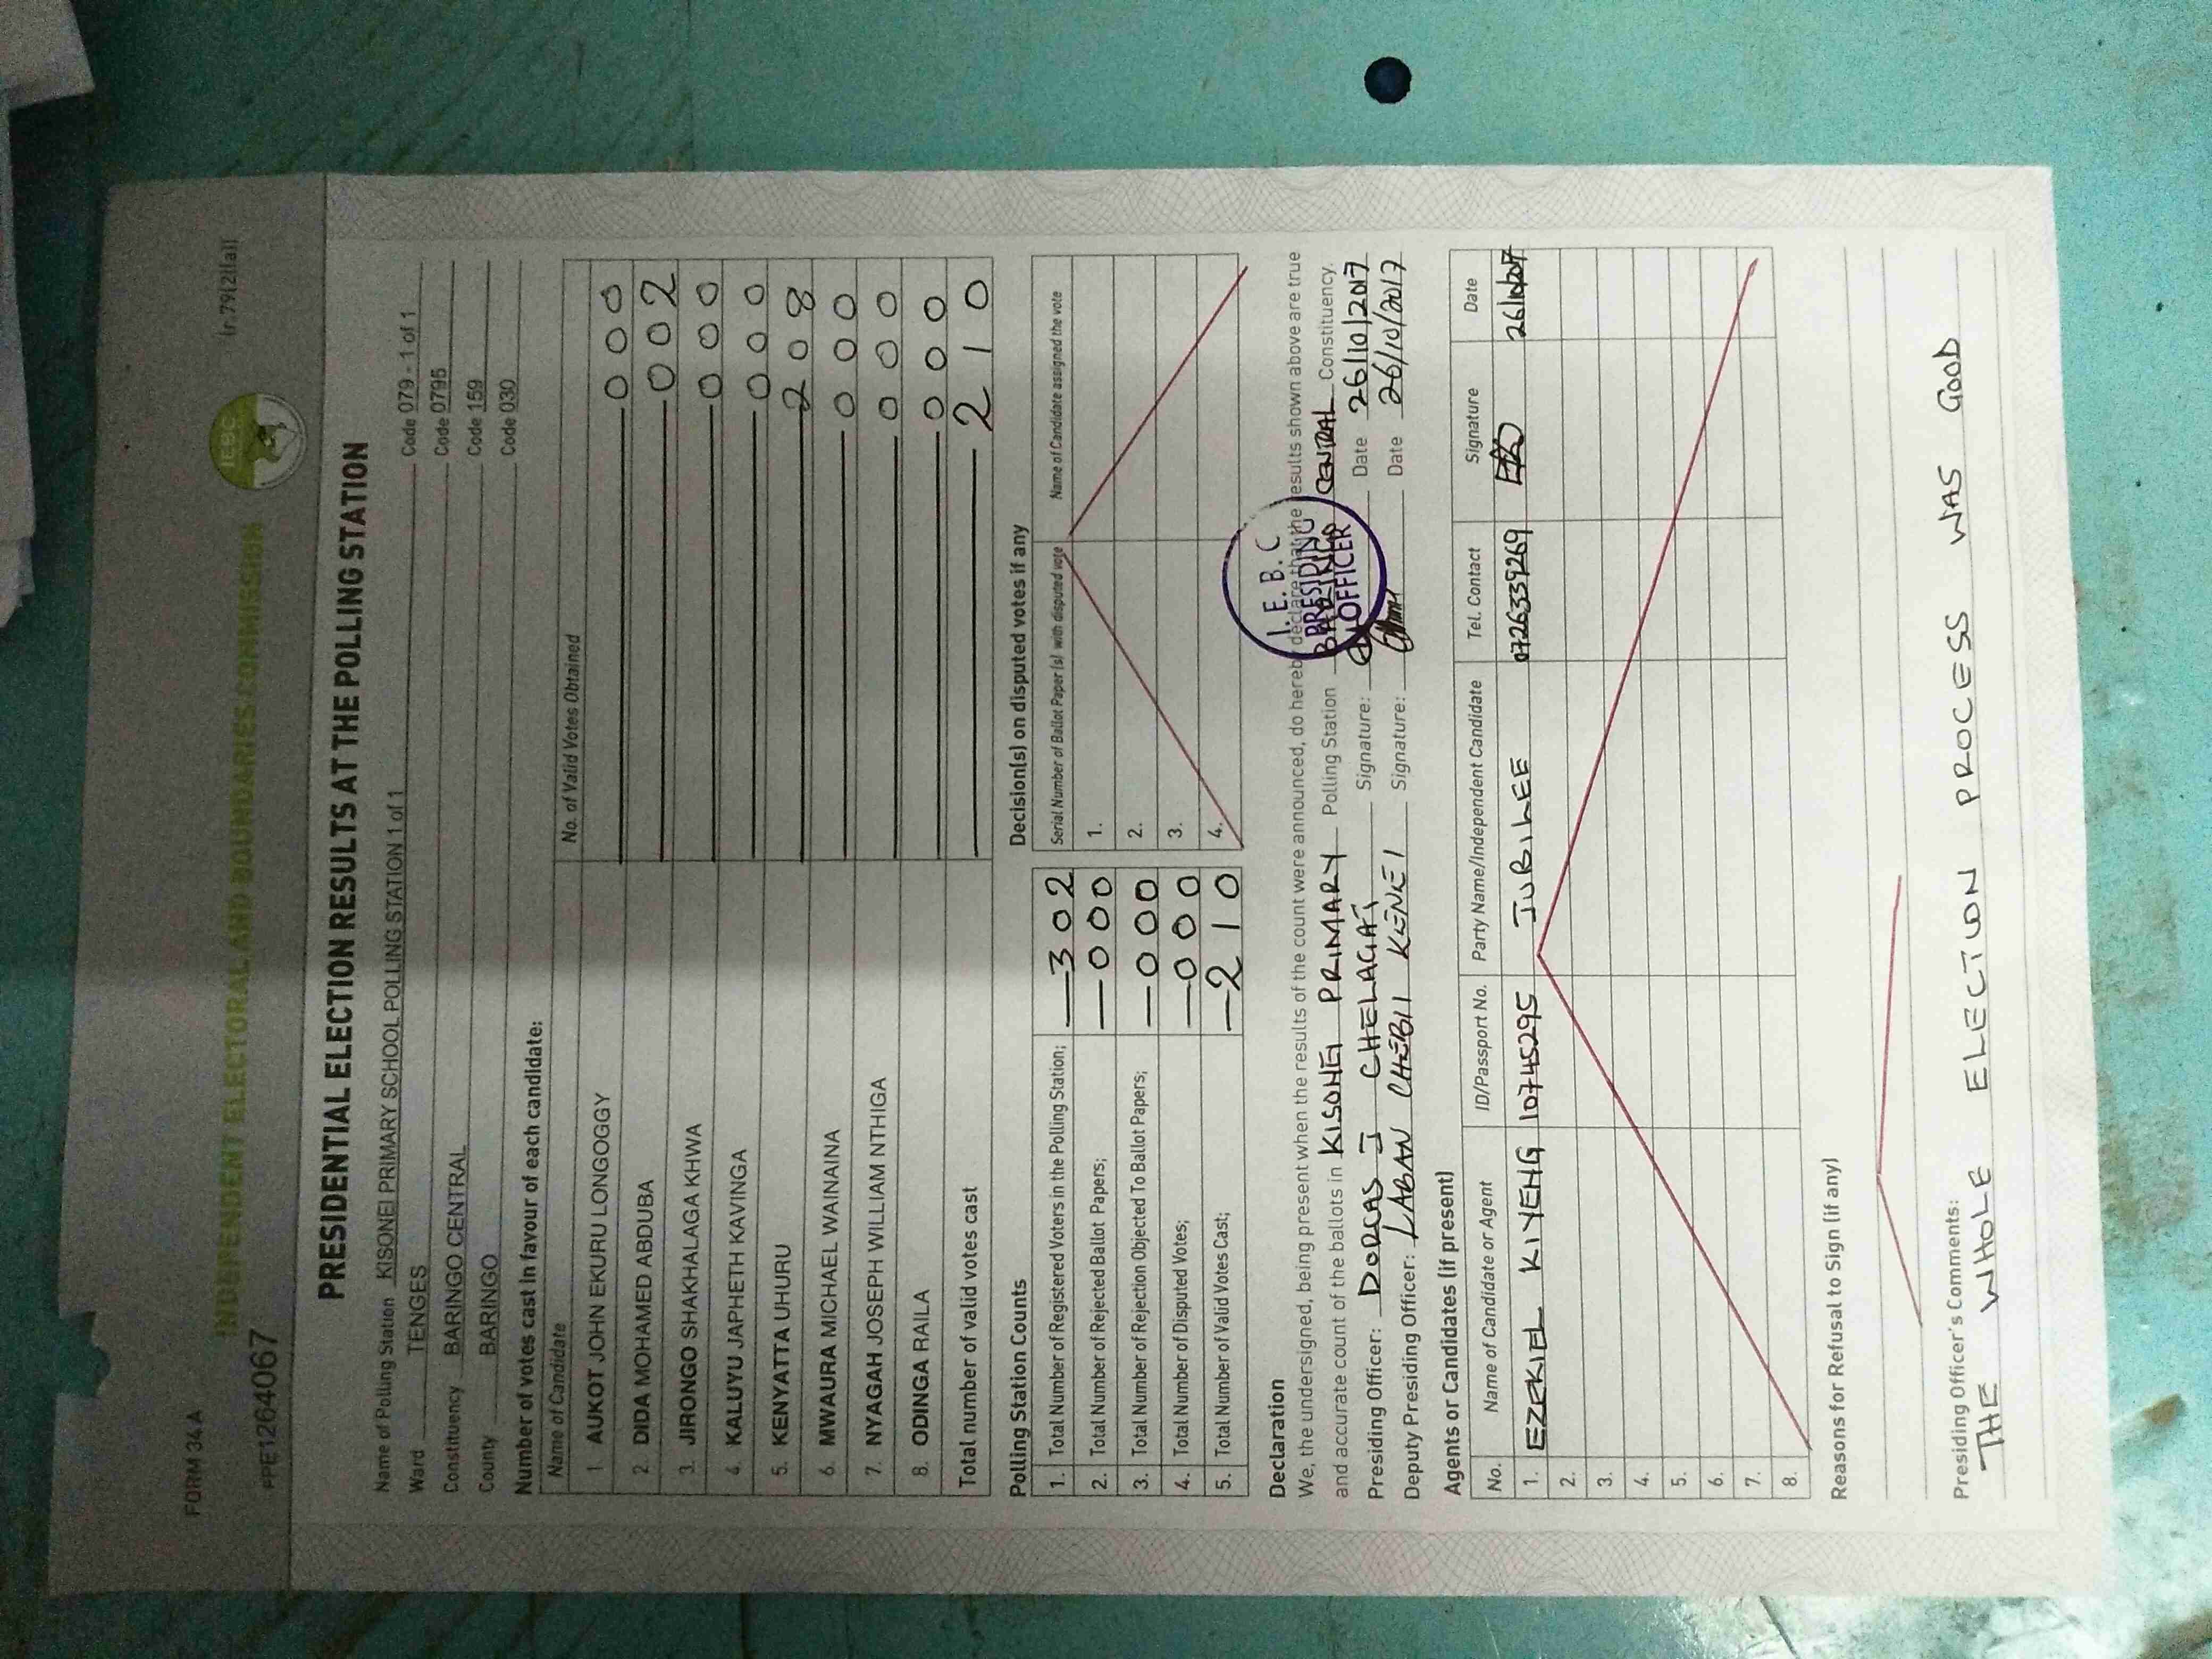 FORM 34A
(r.79(2)(a))
INDEPENDENT ELECTORAL AND BOUNDARIES COMMISSION
IEBC
PPE1264067
PRESIDENTIAL ELECTION RESULTS AT THE POLLING STATION
Name of Polling Station KISONEI PRIMARY SCHOOL POLLING STATION 1 of 1 Code 079 - 1 of 1
Ward TENGES Code 0795
Constituency BARINGO CENTRAL Code 159
County BARINGO Code 030
Number of votes cast in favour of each candidate:
Name of Candidate No. of Valid Votes Obtained
1 AUKOT JOHN EKURU LONGOGGY 000
2. DIDA MOHAMED ABDUBA 002
3. JIRONGO SHAKHALAGA KHWA 000
4. KALUYU JAPHETH KAVINGA 000
5. KENYATTA UHURU 208
6. MWAURA MICHAEL WAINAINA 000
7. NYAGAH JOSEPH WILLIAM NTHIGA 000
8. ODINGA RAILA 000
Total number of valid votes cast 210
Polling Station Counts
1. Total Number of Registered Voters in the Polling Station; 302
2. Total Number of Rejected Ballot Papers; 000
3. Total Number of Rejection Objected To Ballot Papers; 000
4. Total Number of Disputed Votes; 000
5. Total Number of Valid Votes Cast; 210
Decision(s) on disputed votes if any
Serial Number of Ballot Paper (s) with disputed vote Name of Candidate assigned the vote
1.
2.
3.
4.
Declaration
We, the undersigned, being present when the results of the count were announced, do hereby declare that the results shown above are true
and accurate count of the ballots in KISONEI PRIMARY Polling Station BARINGO CENTRAL Constituency.
Presiding Officer: DORCAS J CHELAGAT Signature: Date 26/10/2017
Deputy Presiding Officer: LABAN CHEBII KENEI Signature: Date 26/10/2017
I. E. B. C
PRESIDING
OFFICER
Agents or Candidates (if present)
No. Name of Candidate or Agent ID/Passport No. Party Name/Independent Candidate Tel. Contact Signature Date
1. EZEKIEL KIYENG 10745295 JUBILEE 0726339269 26/10/2017
2.
3.
4.
5.
6.
7.
8.
Reasons for Refusal to Sign (if any)
Presiding Officer's Comments:
THE WHOLE ELECTION PROCESS WAS GOOD